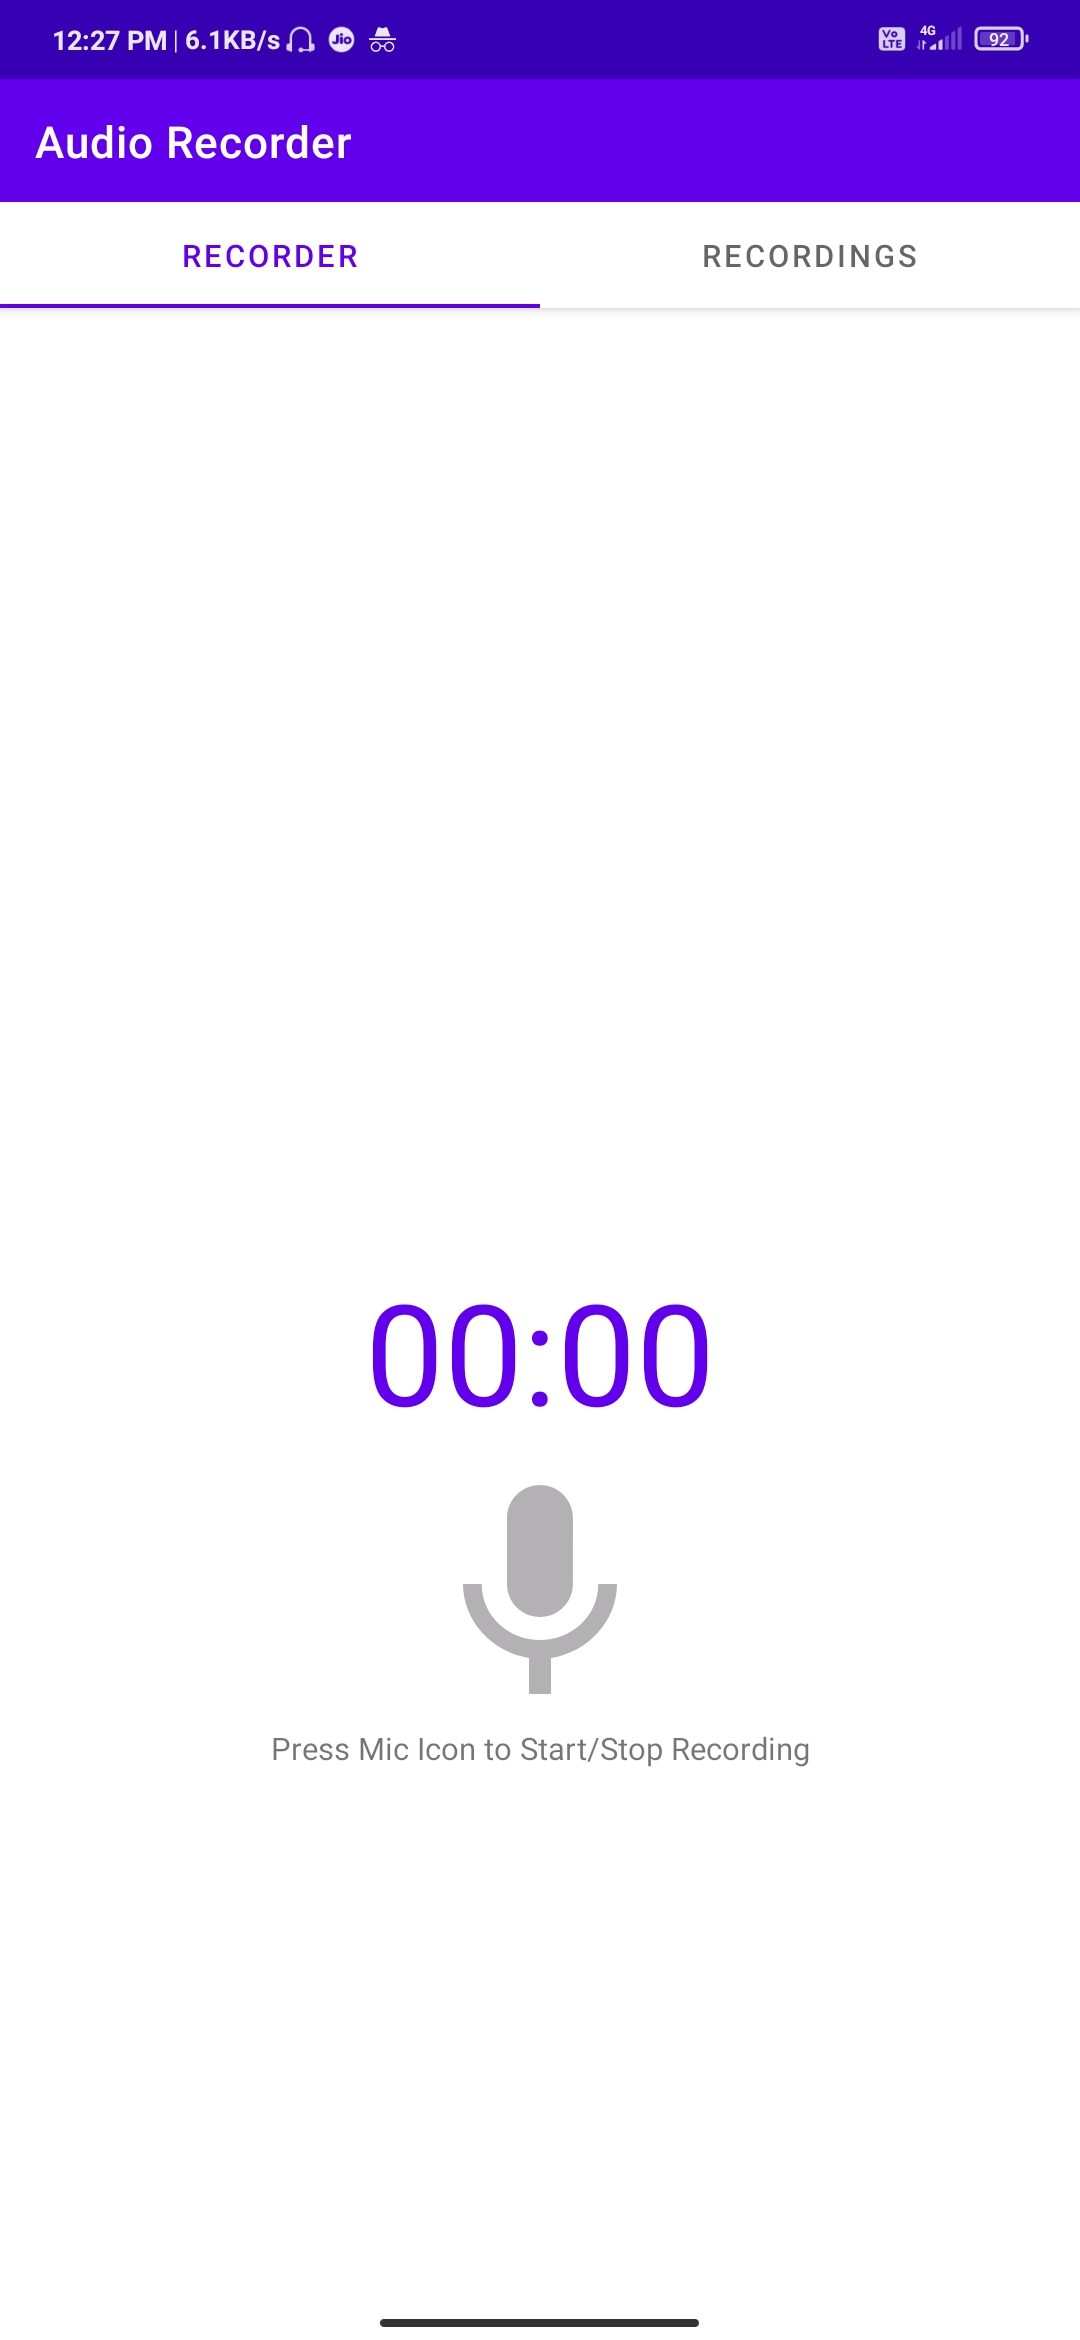 12:27 PM | 6.1KB/s Jio Vo LTE 4G 92
Audio Recorder
RECORDER RECORDINGS
00:00
Press Mic Icon to Start/Stop Recording